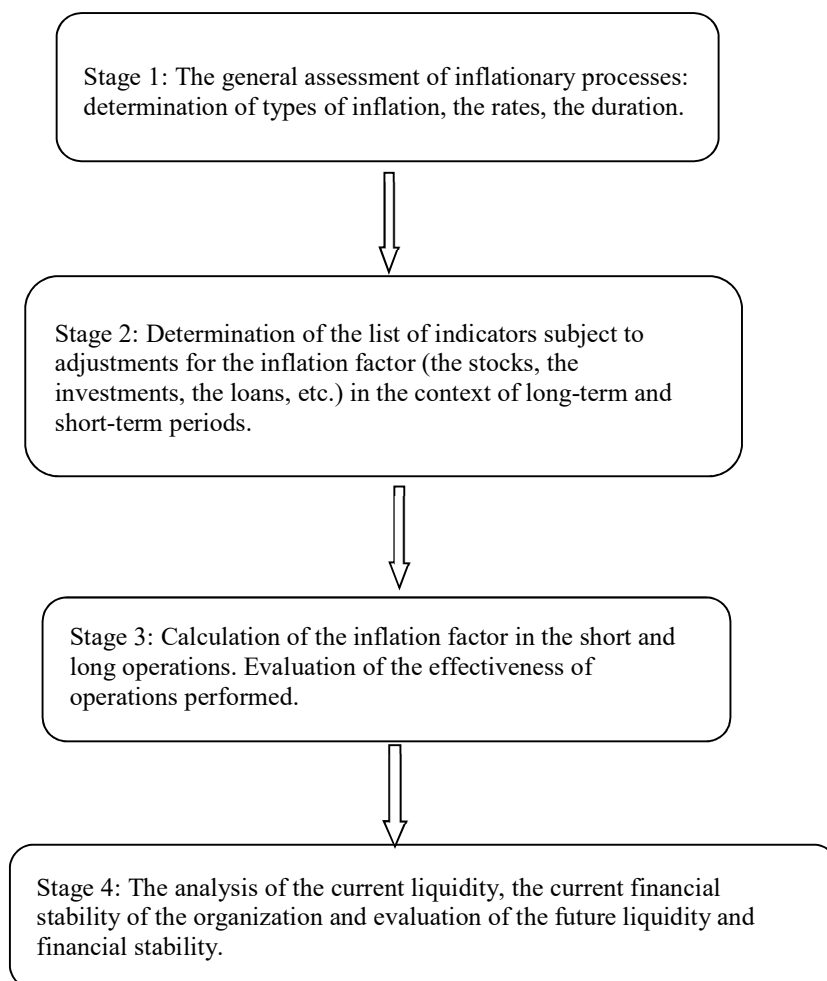 Stage 1: The general assessment of inflationary processes:
determination of types of inflation, the rates, the duration.
Stage 2: Determination of the list of indicators subject to
adjustments for the inflation factor (the stocks, the
investments, the loans, etc.) in the context of long-term and
short-term periods.
Stage 3: Calculation of the inflation factor in the short and
long operations. Evaluation of the effectiveness of
operations performed.
Stage 4: The analysis of the current liquidity, the current financial
stability of the organization and evaluation of the future liquidity and
financial stability.